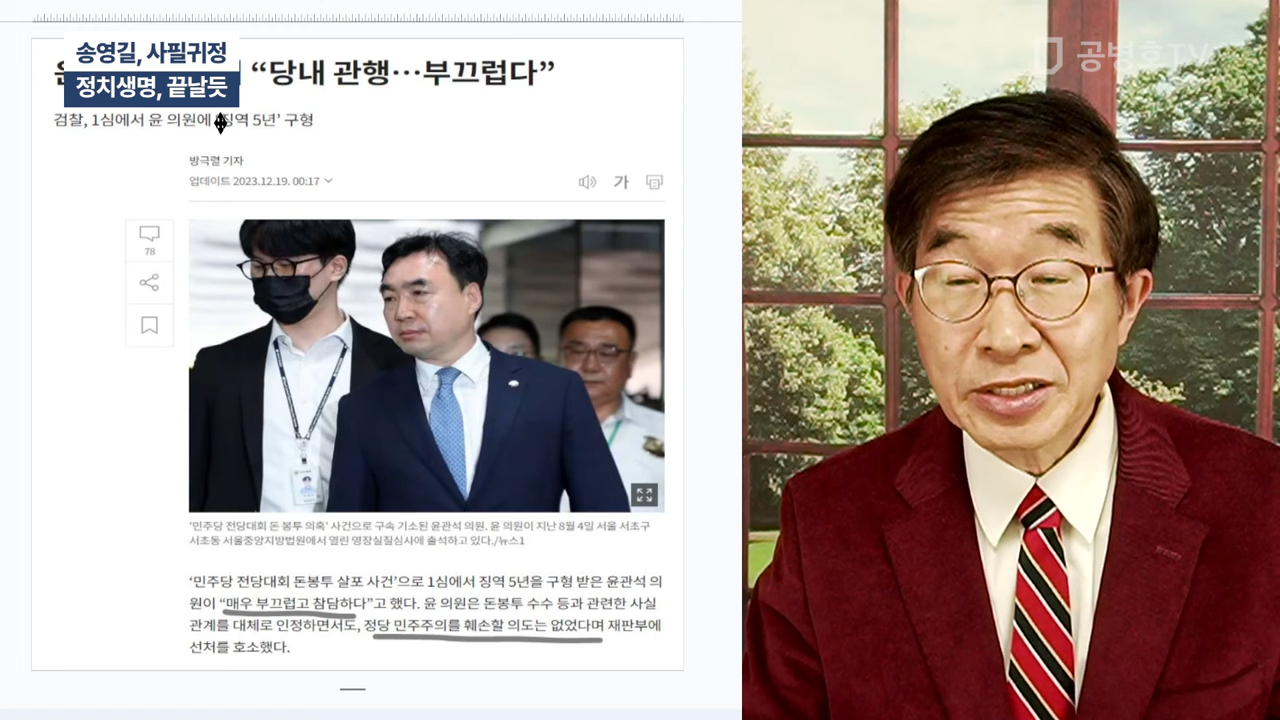 송영길, 사필귀정
정치생명, 끝날듯
“당내 관행…부끄럽다”
검찰, 1심에서 윤 의원에 ‘징역 5년’ 구형
방극렬 기자
업데이트 2023.12.19. 00:17
가
78
'민주당 전당대회 돈 봉투 의혹' 사건으로 구속 기소된 윤관석 의원. 윤 의원이 지난 8월 4일 서울 서초구
서초동 서울중앙지방법원에서 열린 영장실질심사에 출석하고 있다./뉴스1
‘민주당 전당대회 돈봉투 살포 사건’으로 1심에서 징역 5년을 구형 받은 윤관석 의
원이 “매우 부끄럽고 참담하다”고 했다. 윤 의원은 돈봉투 수수 등과 관련한 사실
관계를 대체로 인정하면서도, 정당 민주주의를 훼손할 의도는 없었다며 재판부에
선처를 호소했다.
공병호TV